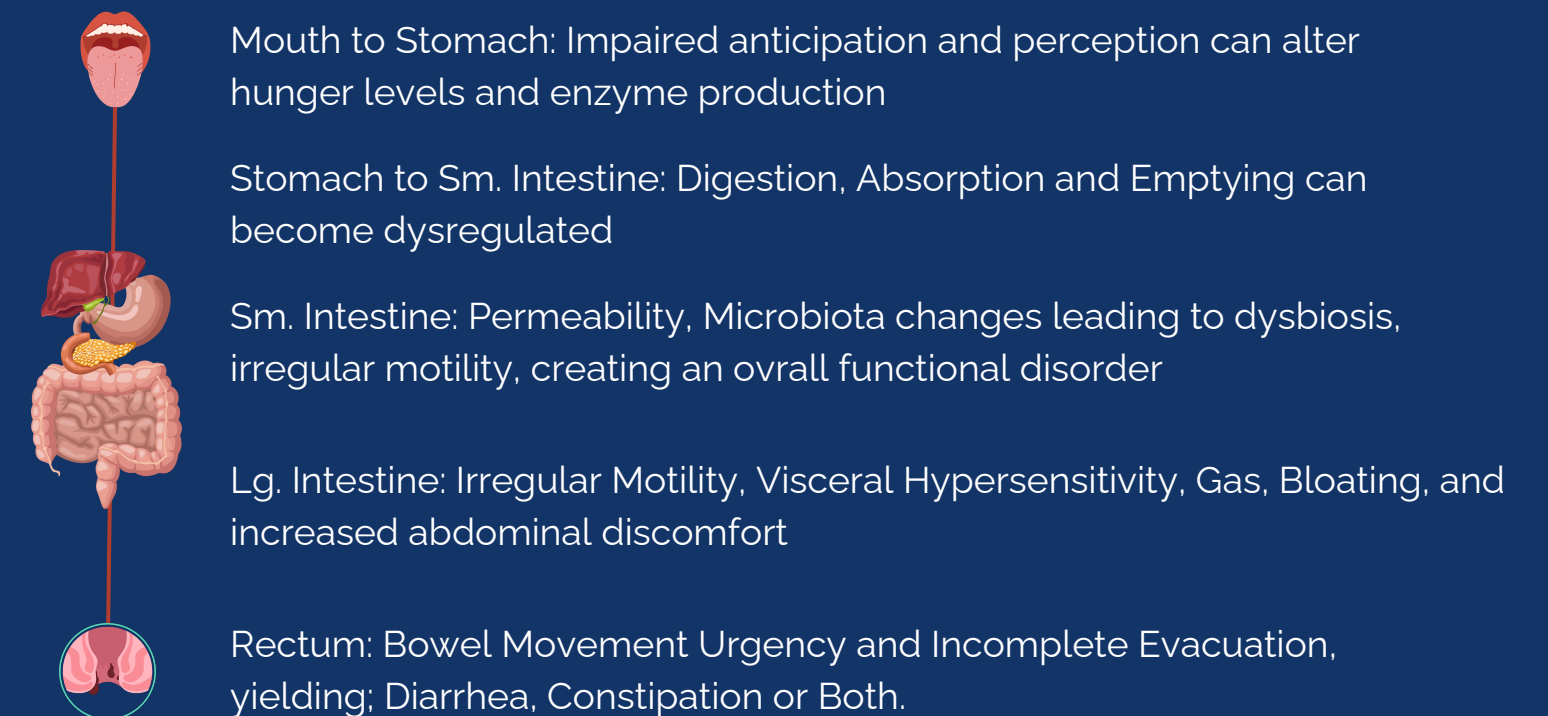 Mouth to Stomach: Impaired anticipation and perception can alter
hunger levels and enzyme production
Stomach to Sm. Intestine: Digestion, Absorption and Emptying can
become dysregulated
Sm. Intestine: Permeability, Microbiota changes leading to dysbiosis,
irregular motility, creating an ovrall functional disorder
Lg. Intestine: Irregular Motility, Visceral Hypersensitivity, Gas, Bloating, and
increased abdominal discomfort
Rectum: Bowel Movement Urgency and Incomplete Evacuation,
yielding; Diarrhea, Constipation or Both.